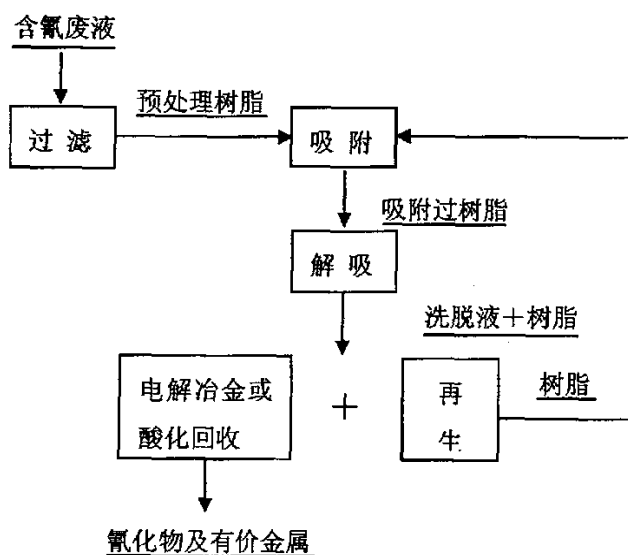 含氰废液
预处理树脂
过滤
吸附
吸附过树脂
解吸
洗脱液＋树脂
电解冶金或
酸化回收
＋
再
生
树脂
氰化物及有价金属